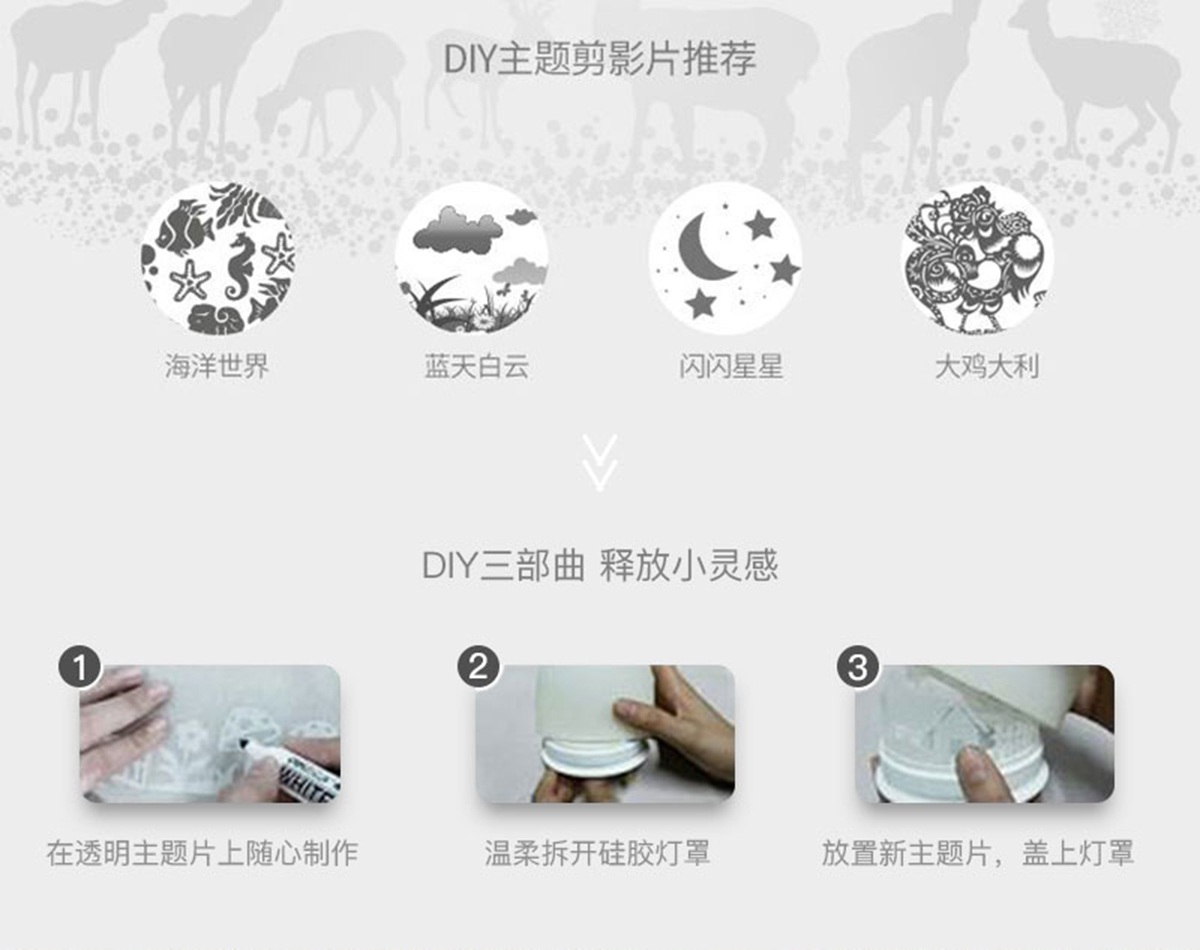 DIY主题剪影片推荐
海洋世界
蓝天白云
闪闪星星
大鸡大利
DIY三部曲 释放小灵感
1
2
3
WHITE
在透明主题片上随心制作
温柔拆开硅胶灯罩
放置新主题片，盖上灯罩